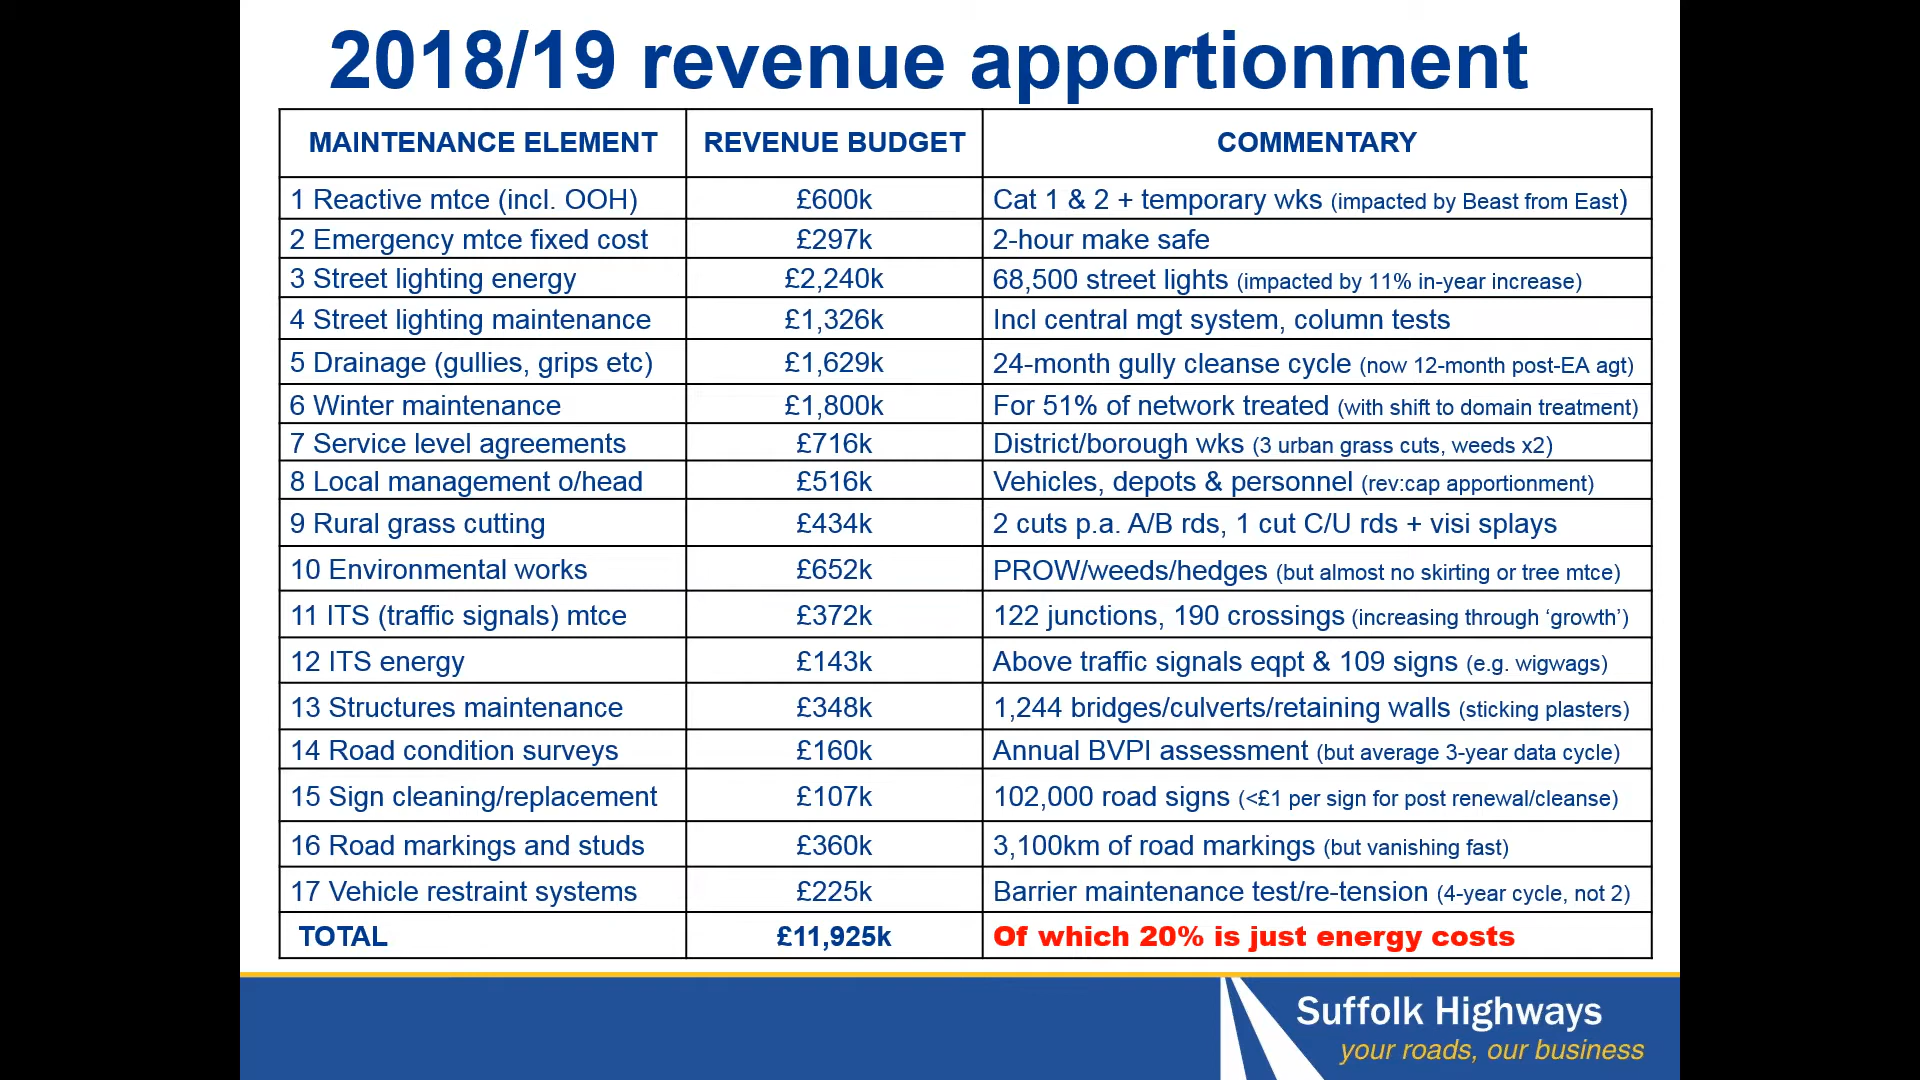 2018/19 revenue apportionment
MAINTENANCE ELEMENT REVENUE BUDGET COMMENTARY
1 Reactive mtce (incl. OOH) £600k Cat 1 & 2 + temporary wks (impacted by Beast from East)
2 Emergency mtce fixed cost £297k 2-hour make safe
3 Street lighting energy £2,240k 68,500 street lights (impacted by 11% in-year increase)
4 Street lighting maintenance £1,326k Incl central mgt system, column tests
5 Drainage (gullies, grips etc) £1,629k 24-month gully cleanse cycle (now 12-month post-EA agt)
6 Winter maintenance £1,800k For 51% of network treated (with shift to domain treatment)
7 Service level agreements £716k District/borough wks (3 urban grass cuts, weeds x2)
8 Local management o/head £516k Vehicles, depots & personnel (rev:cap apportionment)
9 Rural grass cutting £434k 2 cuts p.a. A/B rds, 1 cut C/U rds + visi splays
10 Environmental works £652k PROW/weeds/hedges (but almost no skirting or tree mtce)
11 ITS (traffic signals) mtce £372k 122 junctions, 190 crossings (increasing through ‘growth’)
12 ITS energy £143k Above traffic signals eqpt & 109 signs (e.g. wigwags)
13 Structures maintenance £348k 1,244 bridges/culverts/retaining walls (sticking plasters)
14 Road condition surveys £160k Annual BVPI assessment (but average 3-year data cycle)
15 Sign cleaning/replacement £107k 102,000 road signs (<£1 per sign for post renewal/cleanse)
16 Road markings and studs £360k 3,100km of road markings (but vanishing fast)
17 Vehicle restraint systems £225k Barrier maintenance test/re-tension (4-year cycle, not 2)
TOTAL £11,925k Of which 20% is just energy costs
Suffolk Highways
your roads, our business